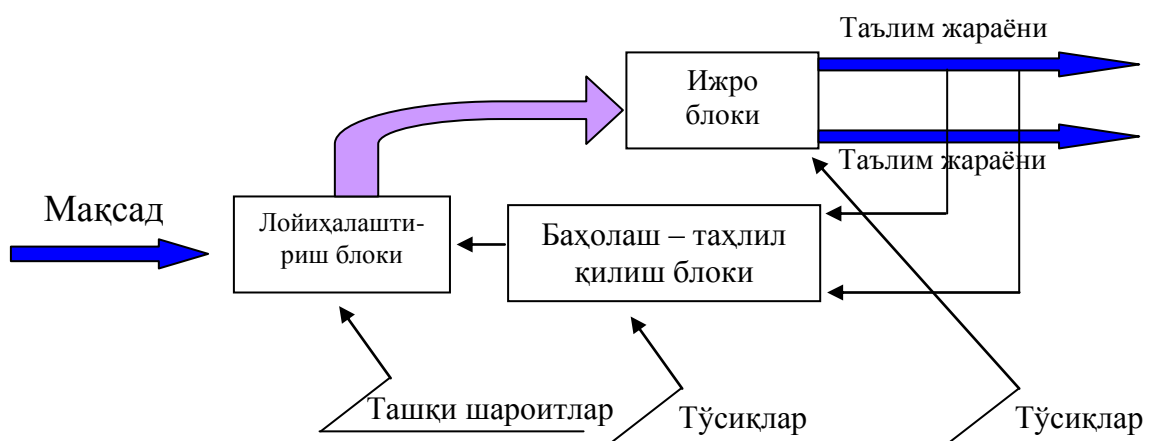 Таълим жараёни
Ижро
блоки
Таълим жараёни
Мақсад
Лойиҳалашти-
риш блоки
Баҳолаш – таҳлил
қилиш блоки
Ташқи шароитлар
Тўсиқлар
Тўсиқлар